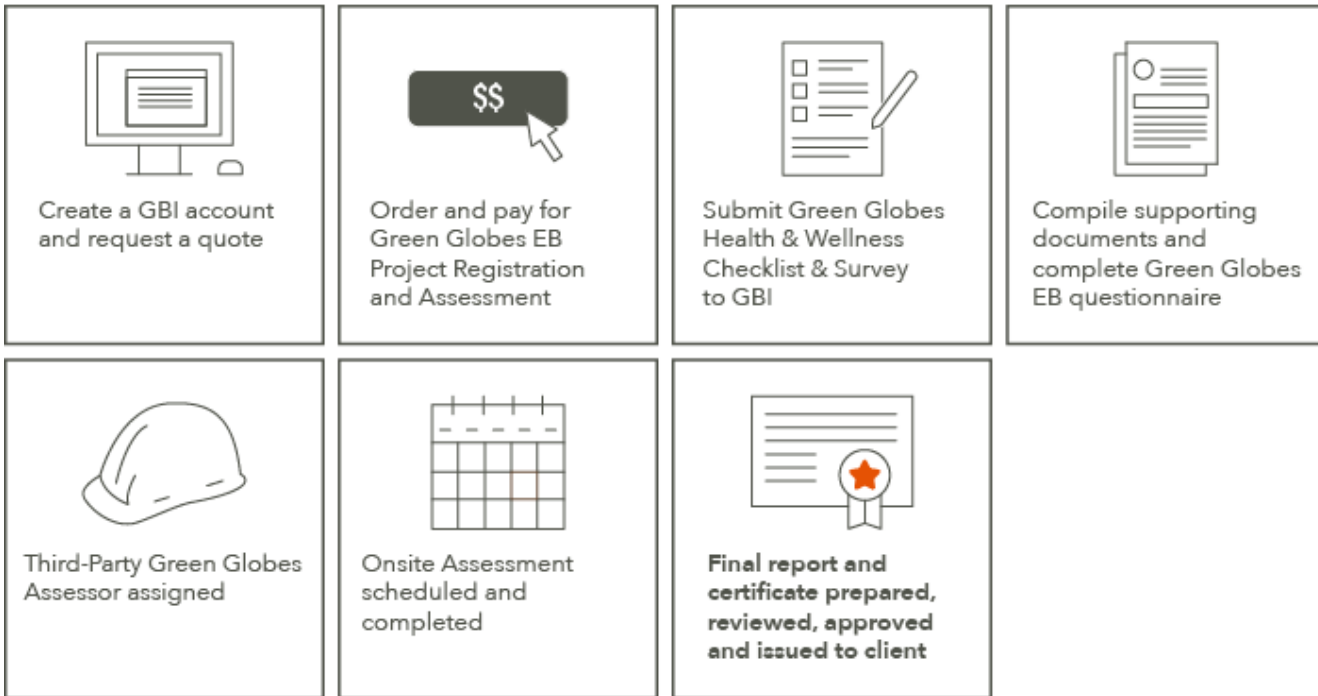 Create a GBI account
and request a quote
$$
Order and pay for
Green Globes EB
Project Registration
and Assessment
Submit Green Globes
Health & Wellness
Checklist & Survey
to GBI
Compile supporting
documents and
complete Green Globes
EB questionnaire
Third-Party Green Globes
Assessor assigned
Onsite Assessment
scheduled and
completed
Final report and
certificate prepared,
reviewed, approved
and issued to client